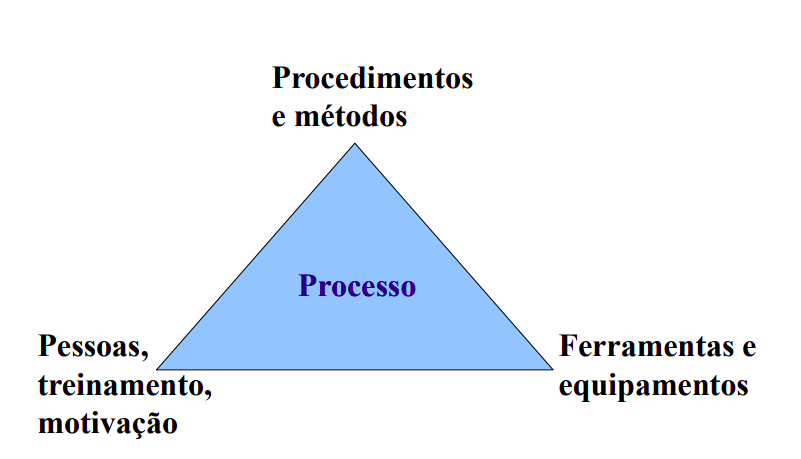 Procedimentos
e métodos
Processo
Pessoas,
treinamento,
motivação
Ferramentas e
equipamentos